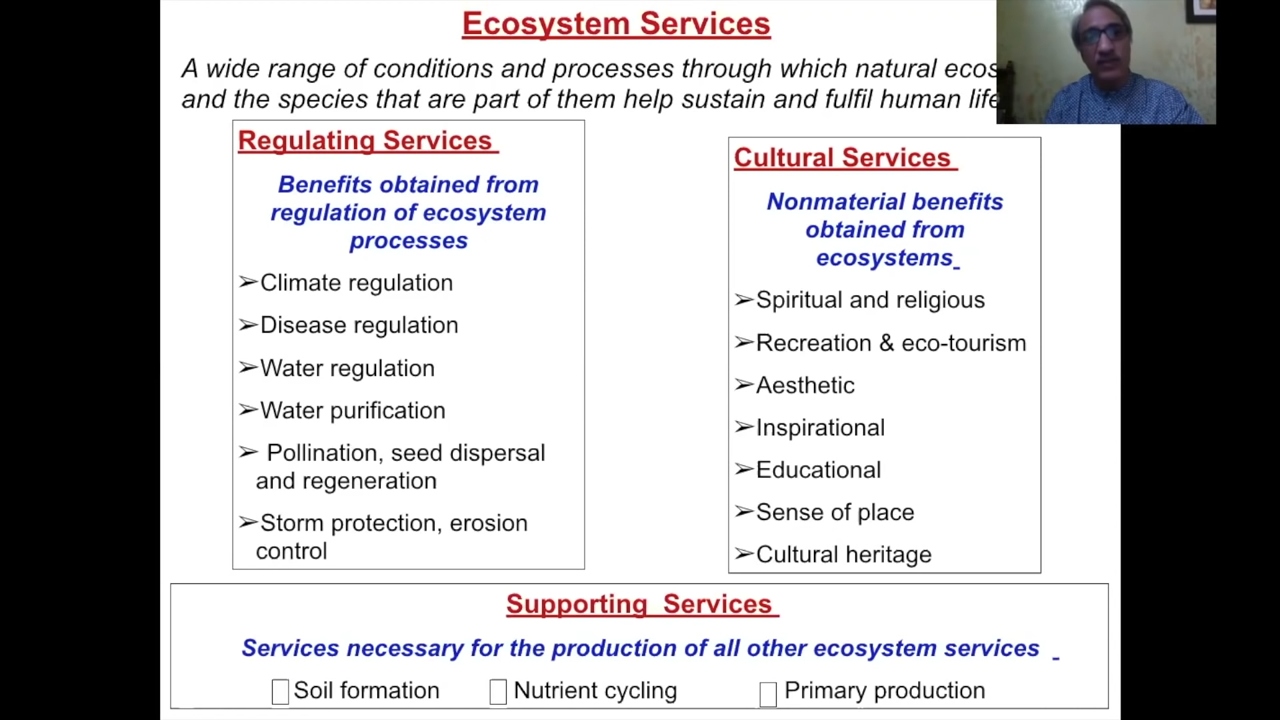 Ecosystem Services
A wide range of conditions and processes through which natural
and the species that are part of them help sustain and fulfil human life
Regulating Services
Benefits obtained from
regulation of ecosystem
processes
➢Climate regulation
➢Disease regulation
➢Water regulation
➢Water purification
➢ Pollination, seed dispersal
and regeneration
➢Storm protection, erosion
control
Cultural Services
Nonmaterial benefits
obtained from
ecosystems
➢Spiritual and religious
➢Recreation & eco-tourism
➢Aesthetic
➢Inspirational
➢Educational
➢Sense of place
➢Cultural heritage
Supporting Services
Services necessary for the production of all other ecosystem services
Soil formation Nutrient cycling Primary production